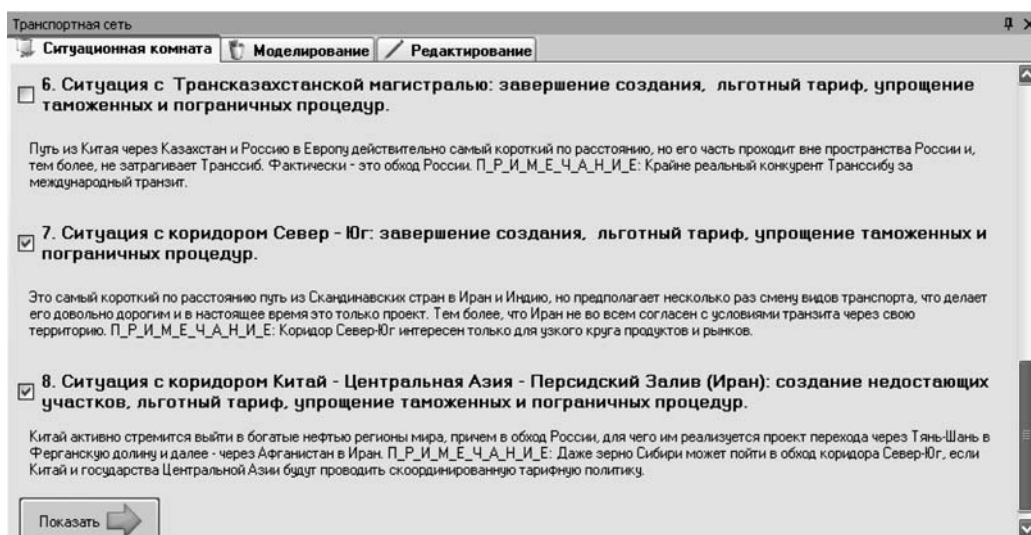 Транспортная сеть
Ситуационная комната Моделирование Редактирование
6. Ситуация с Трансказахстанской магистралью: завершение создания, льготный тариф, упрощение
таможенных и пограничных процедур.
Путь из Китая через Казахстан и Россию в Европу действительно самый короткий по расстоянию, но его часть проходит вне пространства России и,
тем более, не затрагивает Транссиб. Фактически - это обход России. П_Р_И_М_Е_Ч_А_Н_И_Е: Крайне реальный конкурент Транссибу за
международный транзит.
7. Ситуация с коридором Север - Юг: завершение создания, льготный тариф, упрощение таможенных и
пограничных процедур.
Это самый короткий по расстоянию путь из Скандинавских стран в Иран и Индию, но предполагает несколько раз смену видов транспорта, что делает
его довольно дорогим и в настоящее время это только проект. Тем более, что Иран не во всем согласен с условиями транзита через свою
территорию. П_Р_И_М_Е_Ч_А_Н_И_Е: Коридор Север-Юг интересен только для узкого круга продуктов и рынков.
8. Ситуация с коридором Китай - Центральная Азия - Персидский Залив (Иран): создание недостающих
участков, льготный тариф, упрощение таможенных и пограничных процедур.
Китай активно стремится выйти в богатые нефтью регионы мира, причем в обход России, для чего им реализуется проект перехода через Тянь-Шань в
Ферганскую долину и далее - через Афганистан в Иран. П_Р_И_М_Е_Ч_А_Н_И_Е: Даже зерно Сибири может пойти в обход коридора Север-Юг, если
Китай и государства Центральной Азии будут проводить скоординированную тарифную политику.
Показать